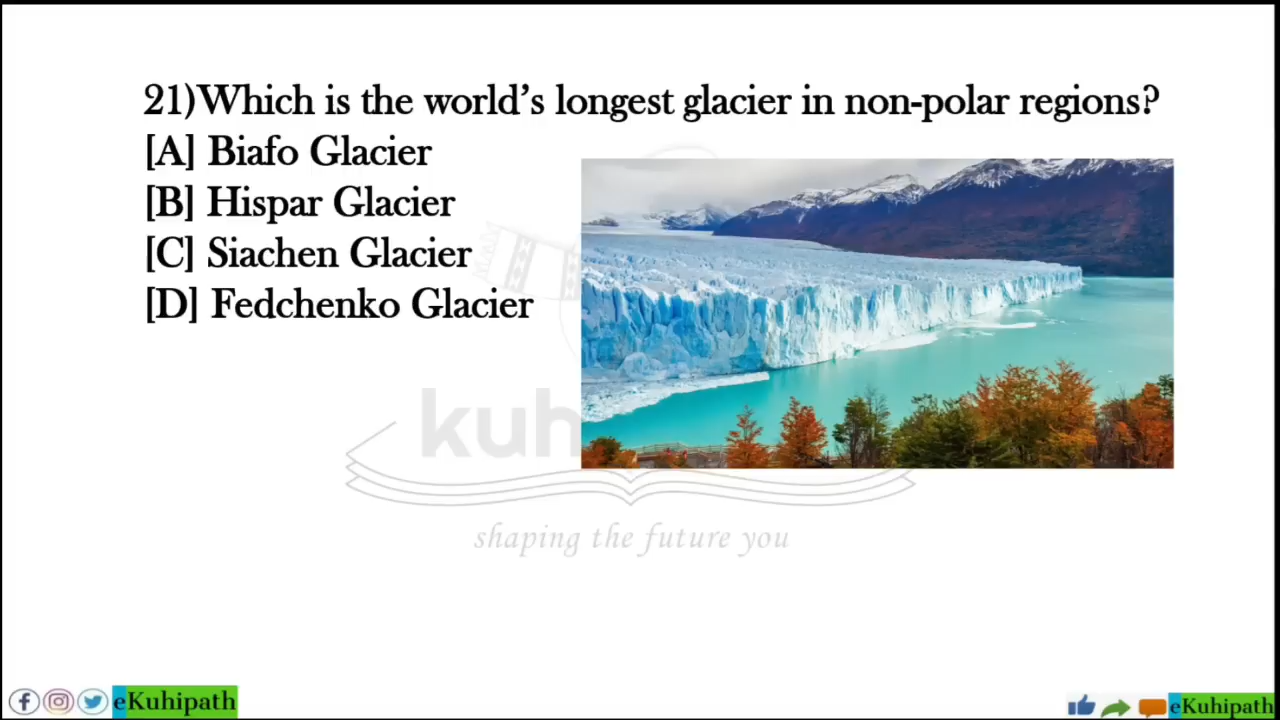 21)Which is the world’s longest glacier in non-polar regions?
[A] Biafo Glacier
[B] Hispar Glacier
[C] Siachen Glacier
[D] Fedchenko Glacier
shaping the future you
eKuhipath
eKuhipath